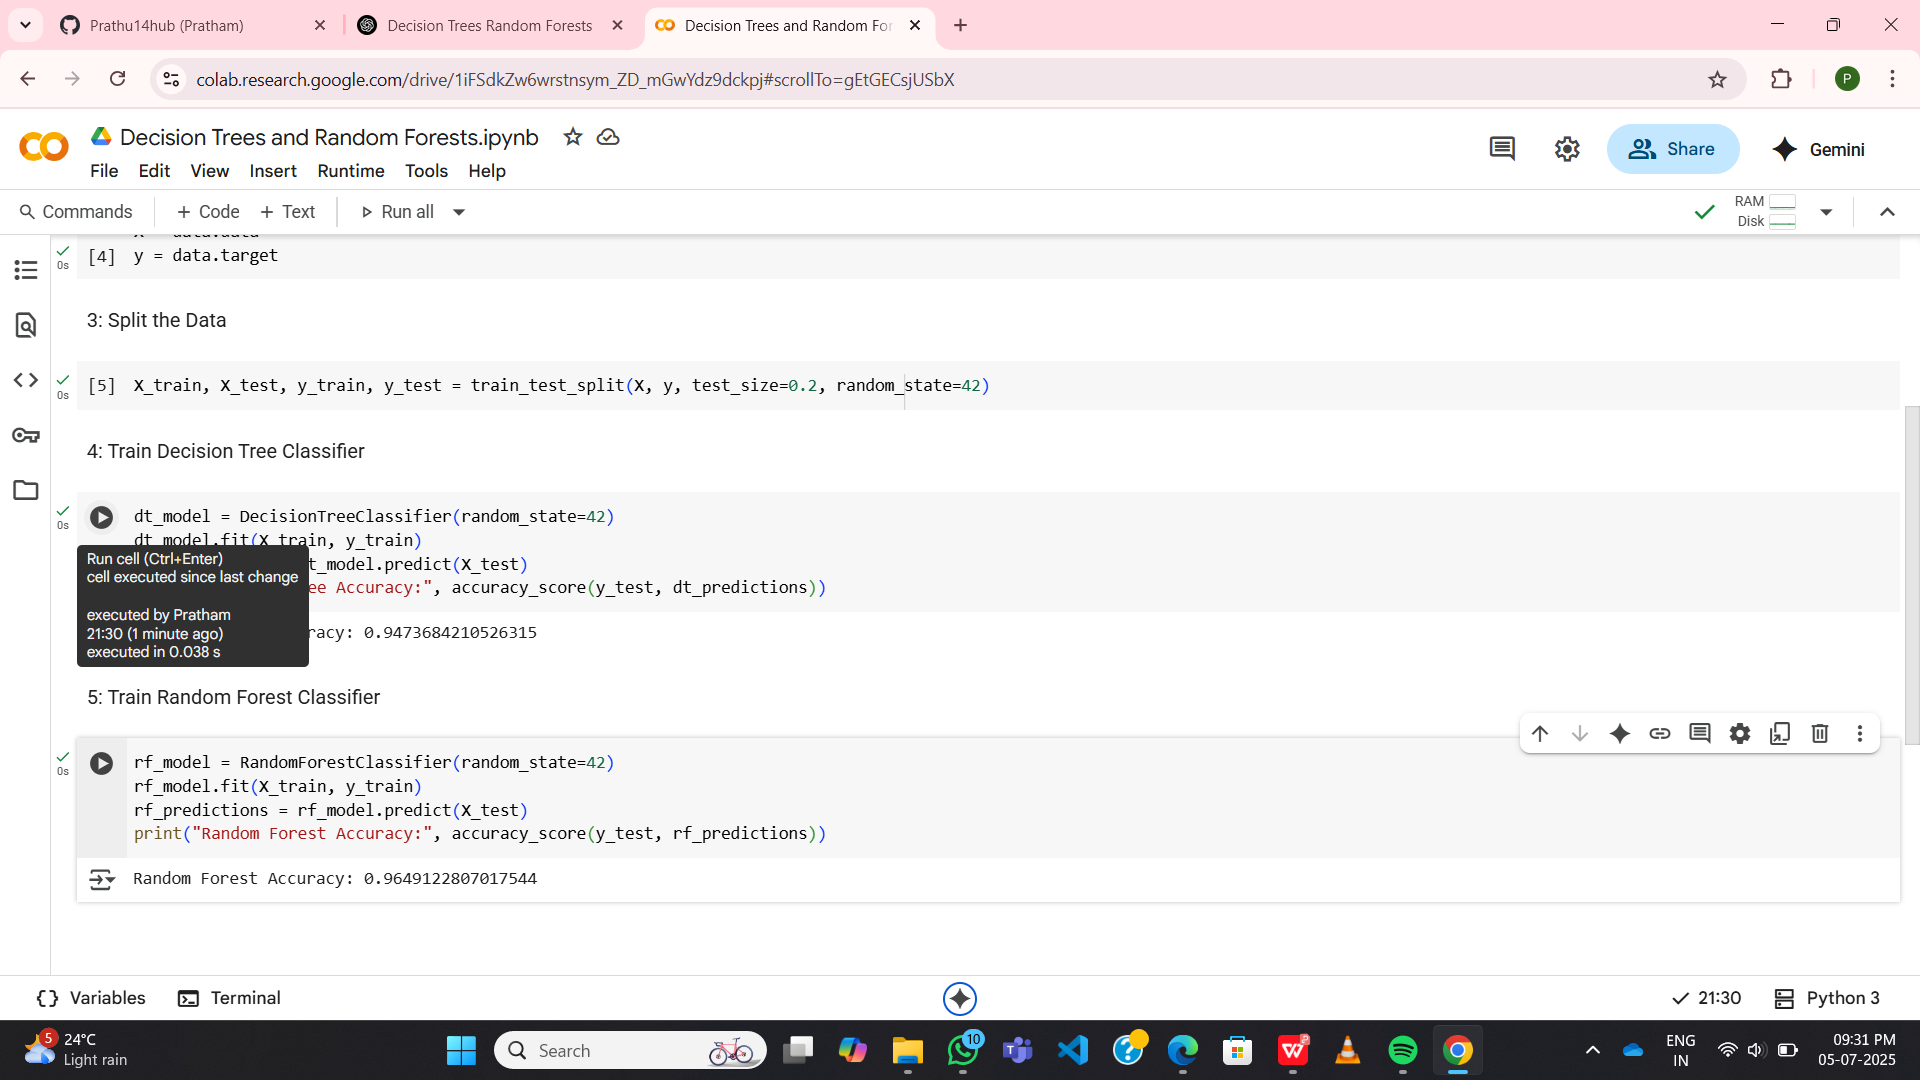 Prathu14hub (Pratham)
Decision Trees Random Forests
Decision Trees and Random For
colab.research.google.com/drive/1iFSdkZw6wrstnsym_ZD_mGwYdz9dckpj#scrollTo=gEtGECsjUSbX
P
CO
Decision Trees and Random Forests.ipynb
File Edit View Insert Runtime Tools Help
Share
Gemini
Commands + Code + Text Run all
RAM
Disk
X = data.data
[4] y = data.target
0s
3: Split the Data
[5] X_train, X_test, y_train, y_test = train_test_split(X, y, test_size=0.2, random_state=42)
0s
4: Train Decision Tree Classifier
dt_model = DecisionTreeClassifier(random_state=42)
0s
dt_model.fit(X_train, y_train)
t_model.predict(X_test)
ee Accuracy:", accuracy_score(y_test, dt_predictions))
Run cell (Ctrl+Enter)
cell executed since last change
executed by Pratham
21:30 (1 minute ago)
executed in 0.038 s
racy: 0.9473684210526315
5: Train Random Forest Classifier
rf_model = RandomForestClassifier(random_state=42)
0s
rf_model.fit(X_train, y_train)
rf_predictions = rf_model.predict(X_test)
print("Random Forest Accuracy:", accuracy_score(y_test, rf_predictions))
Random Forest Accuracy: 0.9649122807017544
Variables Terminal
21:30 Python 3
5
24°C
Light rain
Search
10
ENG
IN
09:31 PM
05-07-2025